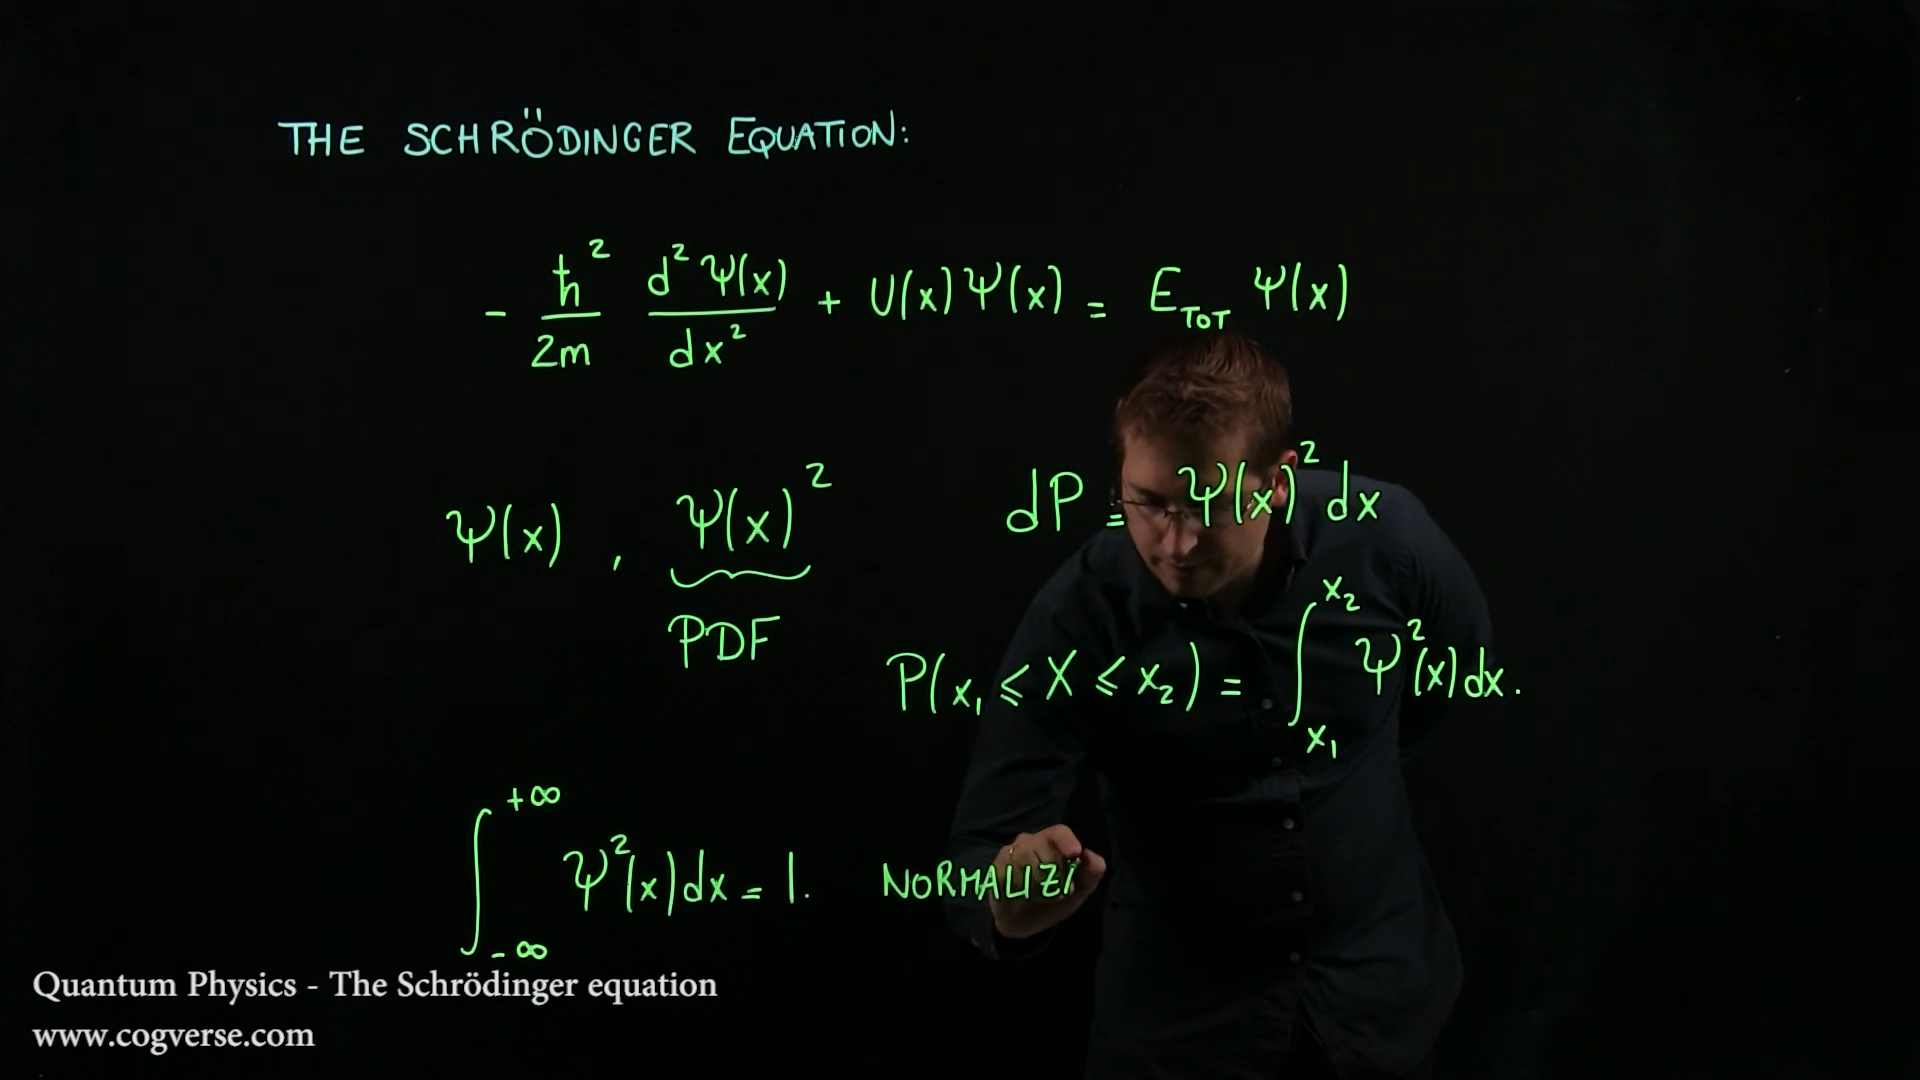 THE SCHRÖDINGER EQUATION:
- ħ²/2m d²Ψ(x)/dx² + U(x)Ψ(x) = E_TOT Ψ(x)
Ψ(x) , Ψ(x)²
PDF
dP = Ψ(x)² dx
P(x₁ ⩽ X ⩽ x₂) = ∫_x₁^x₂ Ψ²(x)dx.
∫_-∞^+∞ Ψ²(x)dx = 1. NORMALIZI
Quantum Physics - The Schrödinger equation
www.cogverse.com